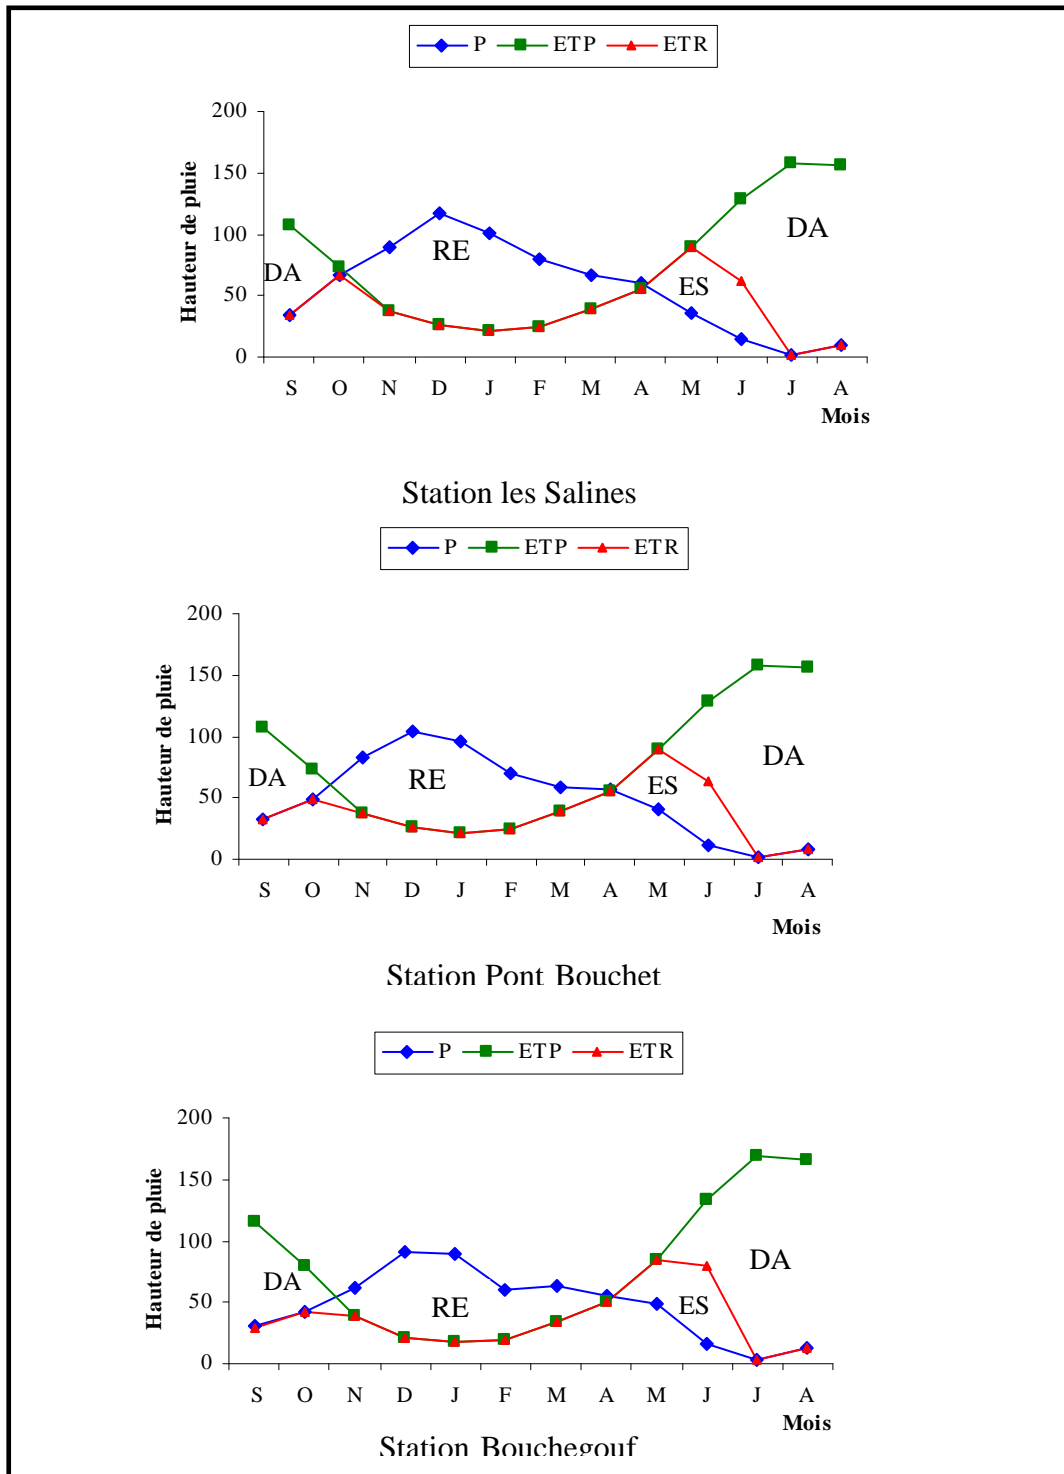 P ETP ETR
200
150
100
50
0
Hauteur de pluie
DA
RE
ES
DA
S O N D J F M A M J J A
Mois
Station les Salines
P ETP ETR
200
150
100
50
0
Hauteur de pluie
DA
RE
ES
DA
S O N D J F M A M J J A
Mois
Station Pont Bouchet
P ETP ETR
200
150
100
50
0
Hauteur de pluie
DA
RE
ES
DA
S O N D J F M A M J J A
Mois
Station Bouchegouf